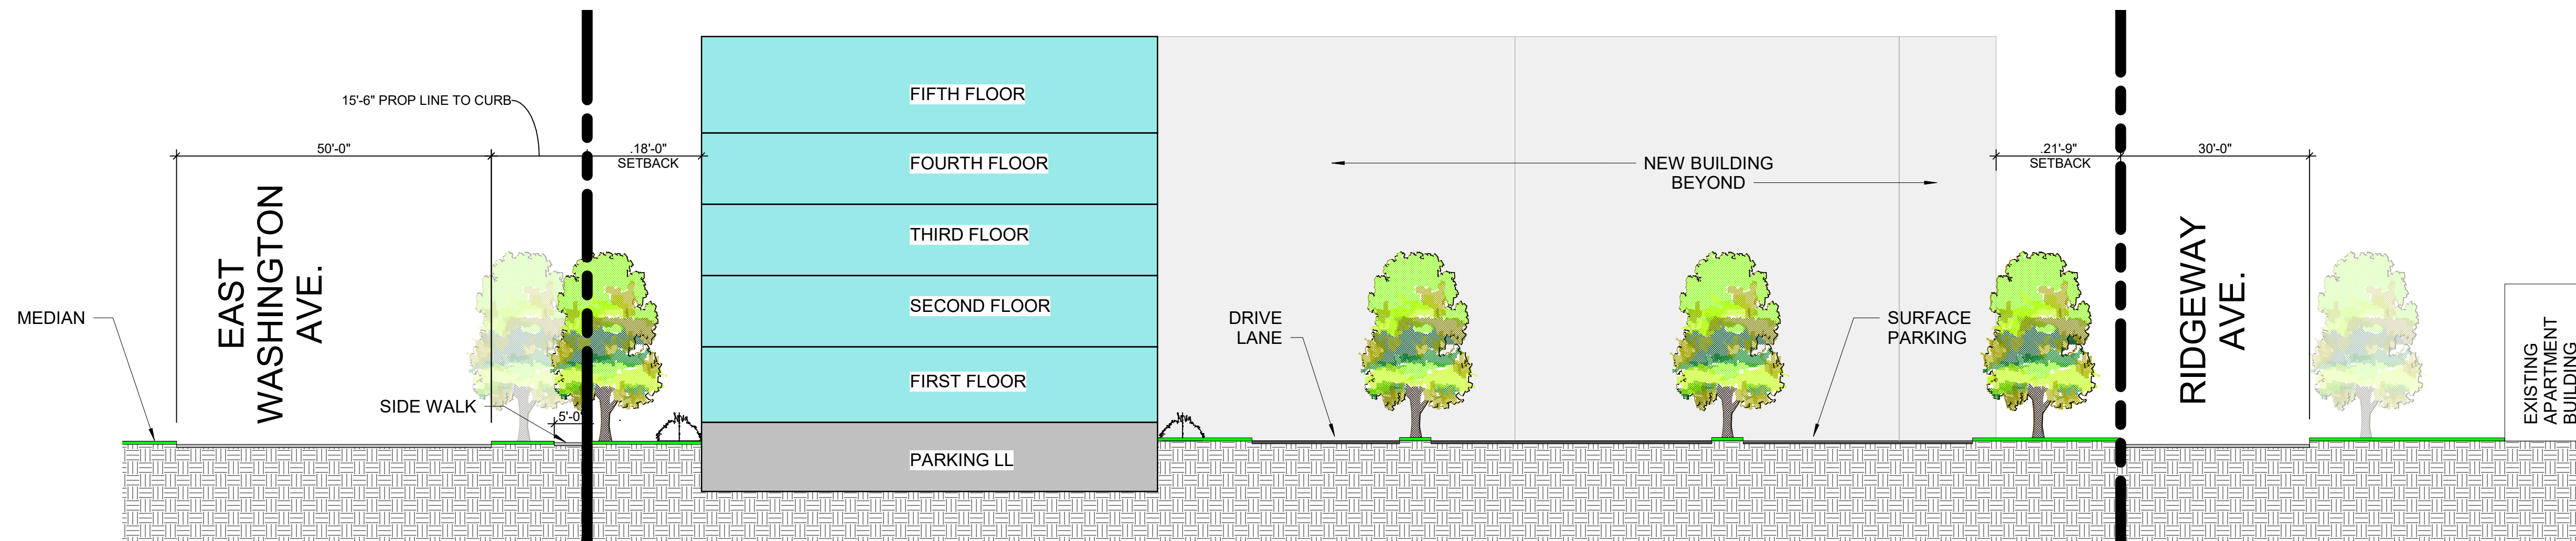 15'-6" PROP LINE TO CURB
50'-0"
.18'-0"
SETBACK
EAST
WASHINGTON
AVE.
MEDIAN
SIDE WALK
5'-0"
FIFTH FLOOR
FOURTH FLOOR
THIRD FLOOR
SECOND FLOOR
FIRST FLOOR
PARKING LL
NEW BUILDING
BEYOND
DRIVE
LANE
SURFACE
PARKING
.21'-9"
SETBACK
30'-0"
RIDGEWAY
AVE.
EXISTING
APARTMENT
BUILDING